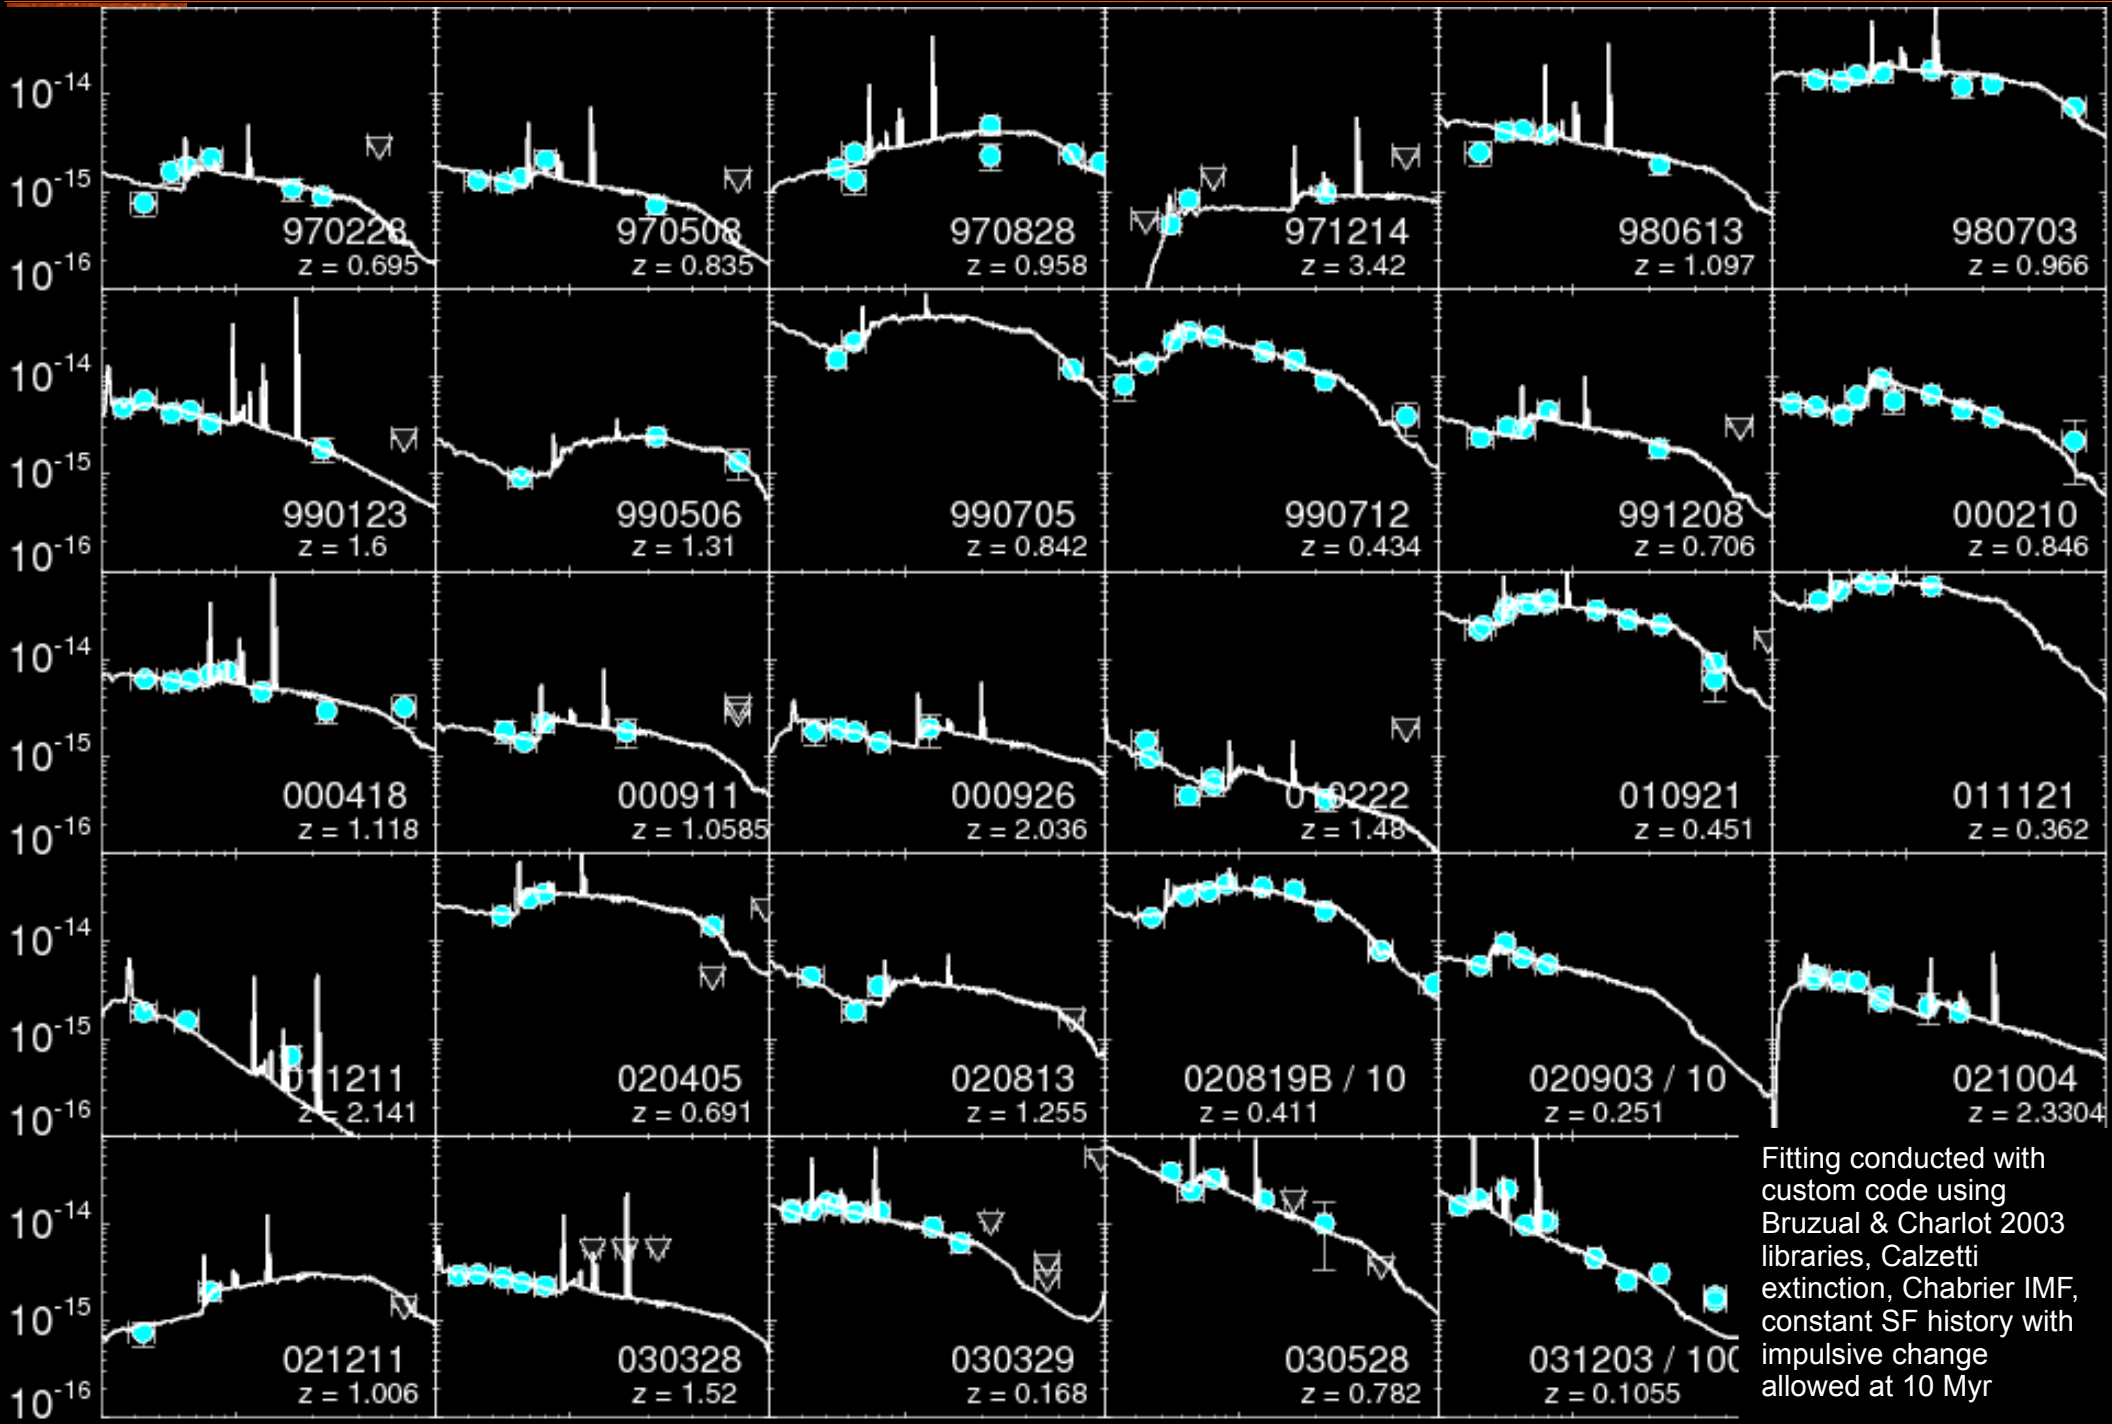 10-14
10-15
10-16
970228
z = 0.695
970508
z = 0.835
970828
z = 0.958
971214
z = 3.42
980613
z = 1.097
980703
z = 0.966
10-14
10-15
10-16
990123
z = 1.6
990506
z = 1.31
990705
z = 0.842
990712
z = 0.434
991208
z = 0.706
000210
z = 0.846
10-14
10-15
10-16
000418
z = 1.118
000911
z = 1.0585
000926
z = 2.036
010222
z = 1.48
010921
z = 0.451
011121
z = 0.362
10-14
10-15
10-16
011211
z = 2.141
020405
z = 0.691
020813
z = 1.255
020819B / 10
z = 0.411
020903 / 10
z = 0.251
021004
z = 2.3304
10-14
10-15
10-16
021211
z = 1.006
030328
z = 1.52
030329
z = 0.168
030528
z = 0.782
031203 / 100
z = 0.1055
Fitting conducted with
custom code using
Bruzual & Charlot 2003
libraries, Calzetti
extinction, Chabrier IMF,
constant SF history with
impulsive change
allowed at 10 Myr